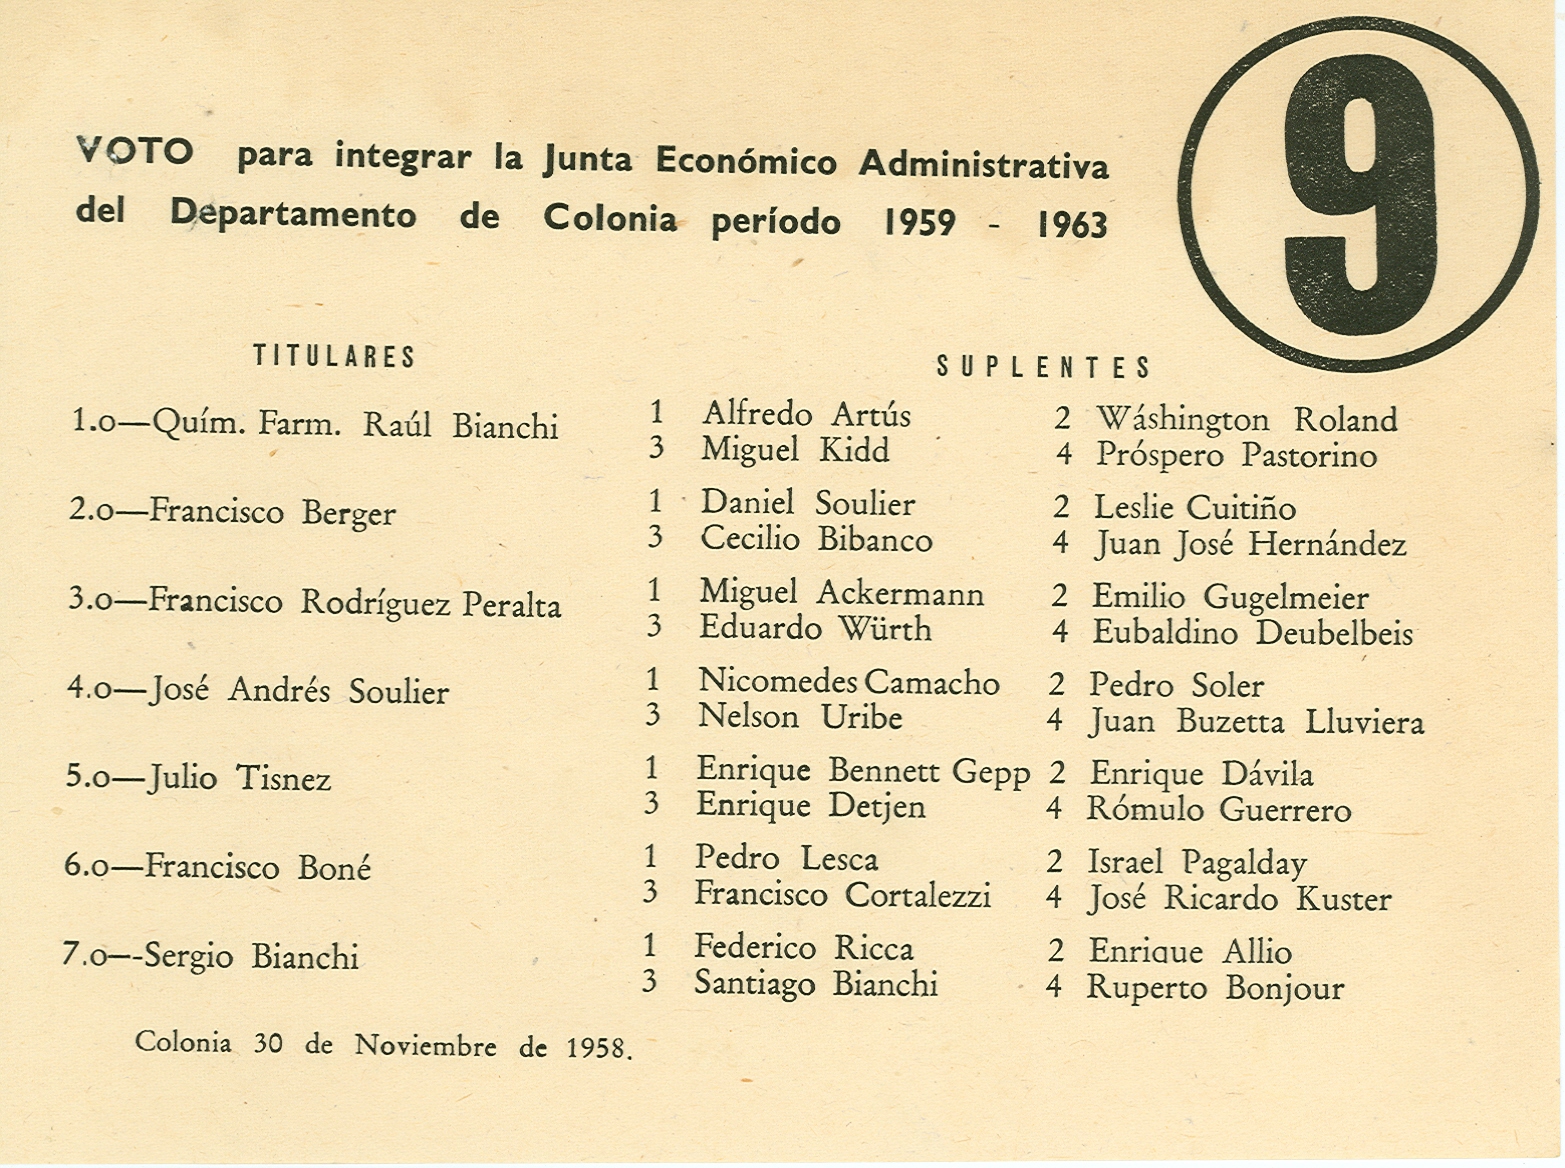 9
VOTO para integrar la Junta Económico Administrativa
del Departamento de Colonia período 1959 - 1963
TITULARES SUPLENTES
1.o—Quím. Farm. Raúl Bianchi 1 Alfredo Artús 2 Wáshington Roland
3 Miguel Kidd 4 Próspero Pastorino
2.o—Francisco Berger 1 Daniel Soulier 2 Leslie Cuitiño
3 Cecilio Bibanco 4 Juan José Hernández
3.o—Francisco Rodríguez Peralta 1 Miguel Ackermann 2 Emilio Gugelmeier
3 Eduardo Würth 4 Eubaldino Deubelbeis
4.o—José Andrés Soulier 1 Nicomedes Camacho 2 Pedro Soler
3 Nelson Uribe 4 Juan Buzetta Lluviera
5.o—Julio Tisnez 1 Enrique Bennett Gepp 2 Enrique Dávila
3 Enrique Detjen 4 Rómulo Guerrero
6.o—Francisco Boné 1 Pedro Lesca 2 Israel Pagalday
3 Francisco Cortalezzi 4 José Ricardo Kuster
7.o—-Sergio Bianchi 1 Federico Ricca 2 Enrique Allio
3 Santiago Bianchi 4 Ruperto Bonjour
Colonia 30 de Noviembre de 1958.